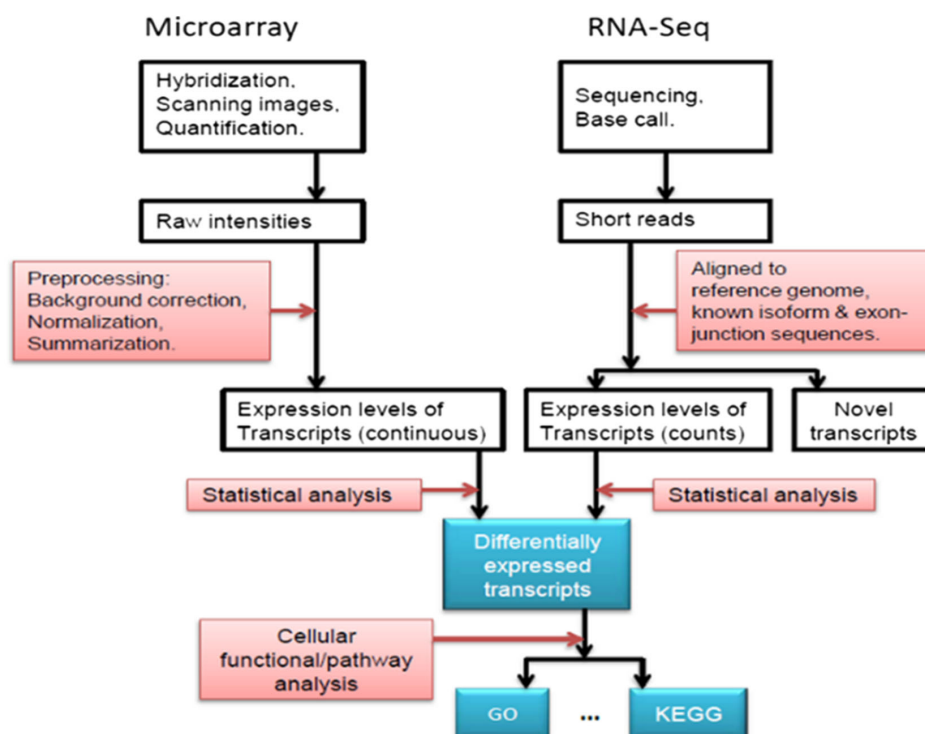 Microarray
RNA-Seq
Hybridization,
Scanning images,
Quantification.
Sequencing,
Base call.
Raw intensities
Short reads
Preprocessing:
Background correction,
Normalization,
Summarization.
Aligned to
reference genome,
known isoform & exon-
junction sequences.
Expression levels of
Transcripts (continuous)
Expression levels of
Transcripts (counts)
Novel
transcripts
Statistical analysis
Statistical analysis
Differentially
expressed
transcripts
Cellular
functional/pathway
analysis
GO
...
KEGG